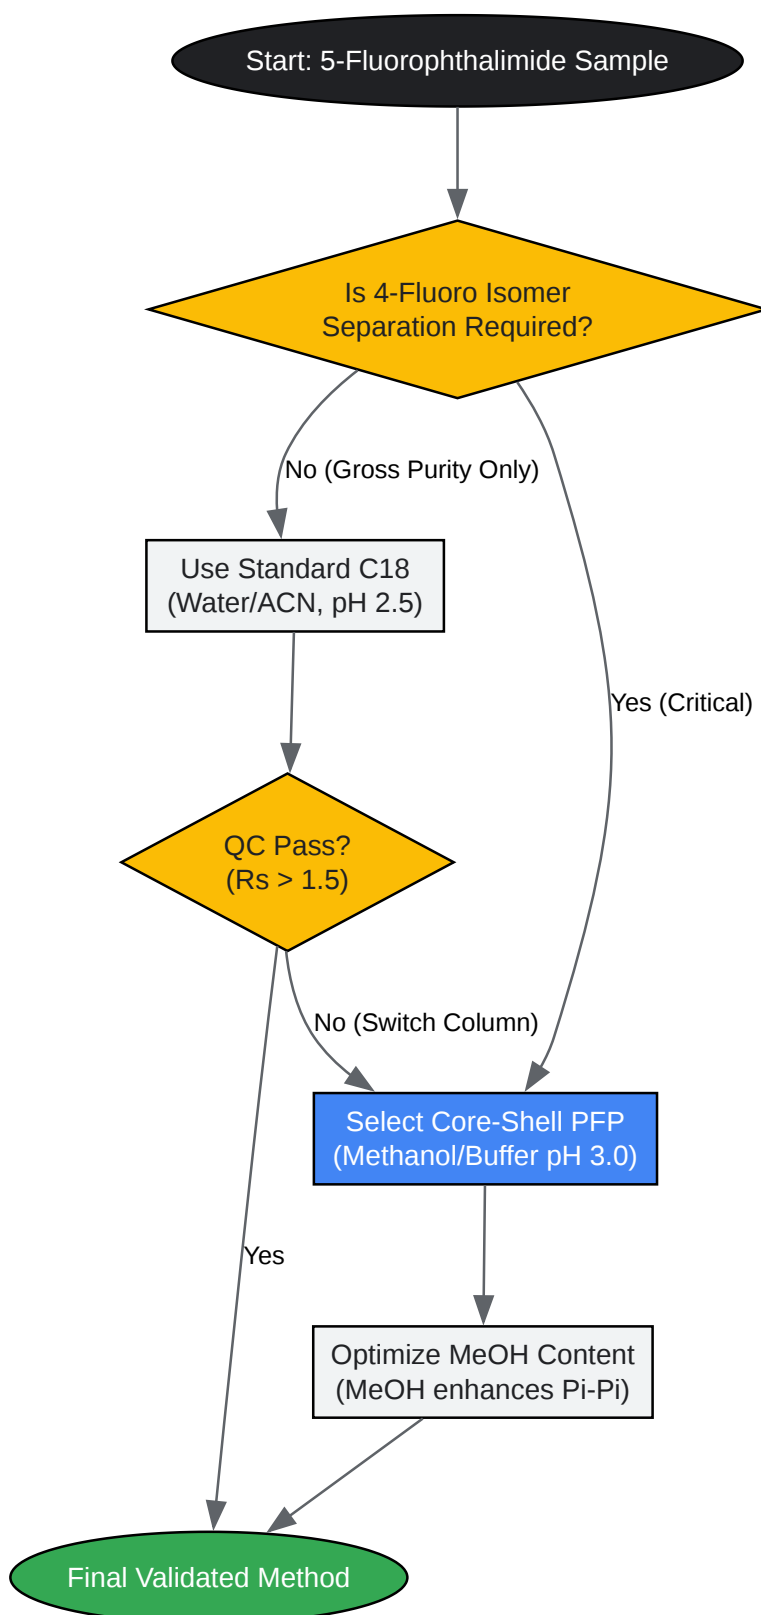 Start: 5-Fluorophthalimide Sample
Is 4-Fluoro Isomer
Separation Required?
No (Gross Purity Only)
Use Standard C18
(Water/ACN, pH 2.5)
Yes (Critical)
QC Pass?
(Rs > 1.5)
No (Switch Column)
Select Core-Shell PFP
(Methanol/Buffer pH 3.0)
Yes
Optimize MeOH Content
(MeOH enhances Pi-Pi)
Final Validated Method